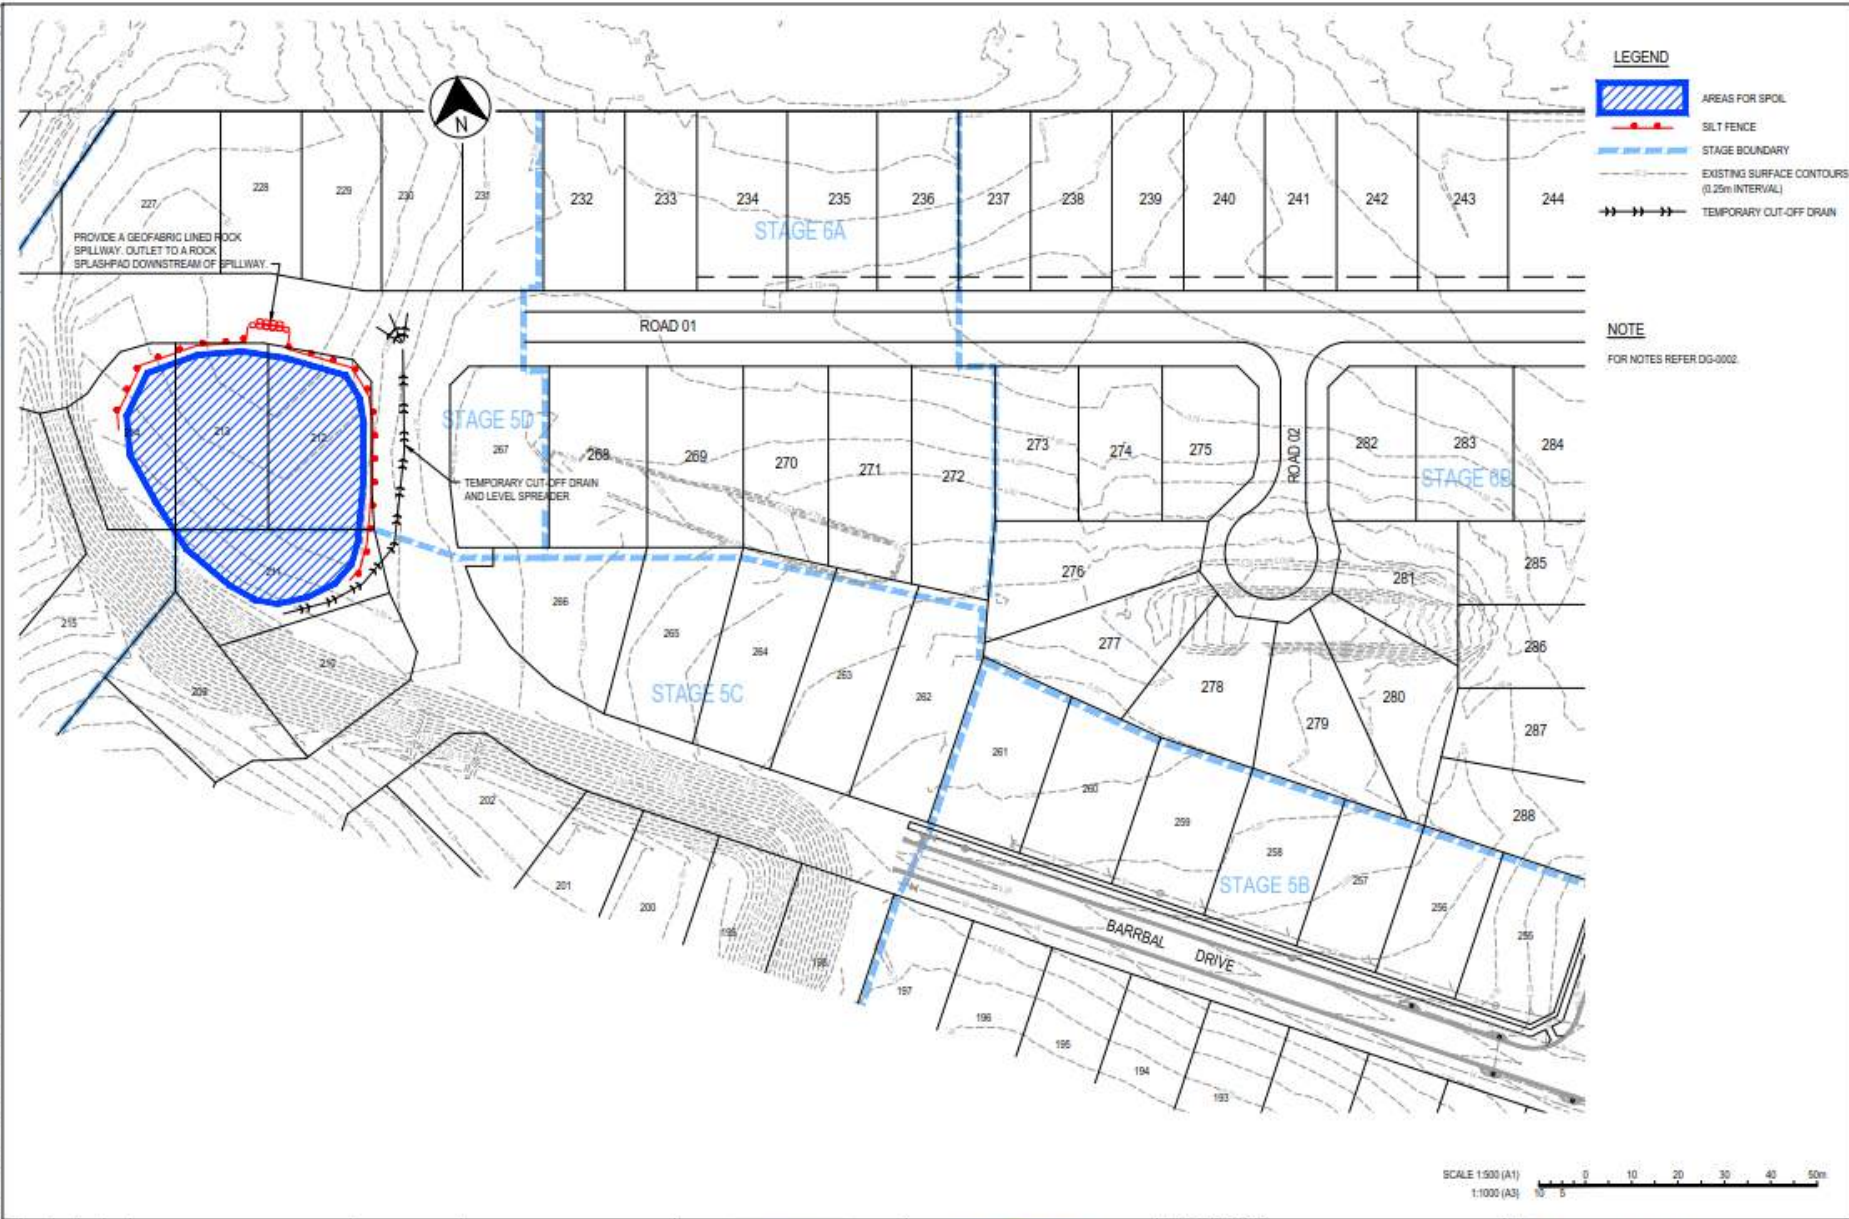 LEGEND
AREAS FOR SPOIL
SILT FENCE
STAGE BOUNDARY
EXISTING SURFACE CONTOURS
(0.25m INTERVAL)
TEMPORARY CUT-OFF DRAIN
NOTE
FOR NOTES REFER DG-0002.
N
227
228
229
230
231
232
233
234
235
236
237
238
239
240
241
242
243
244
STAGE 6A
PROVIDE A GEOFABRIC LINED ROCK
SPILLWAY. OUTLET TO A ROCK
SPLASHPAD DOWNSTREAM OF SPILLWAY.
ROAD 01
213
212
211
STAGE 5D
267
268
269
270
271
272
273
274
275
ROAD 02
282
283
284
STAGE 6B
TEMPORARY CUT-OFF DRAIN
AND LEVEL SPREADER
276
277
278
279
280
281
285
286
287
288
215
209
210
266
265
264
263
262
STAGE 5C
261
260
259
258
257
256
255
STAGE 5B
202
201
200
199
198
197
196
195
194
193
BARRBAL DRIVE
SCALE 1:500 (A1)
1:1000 (A3)
10 5 0 10 20 30 40 50m